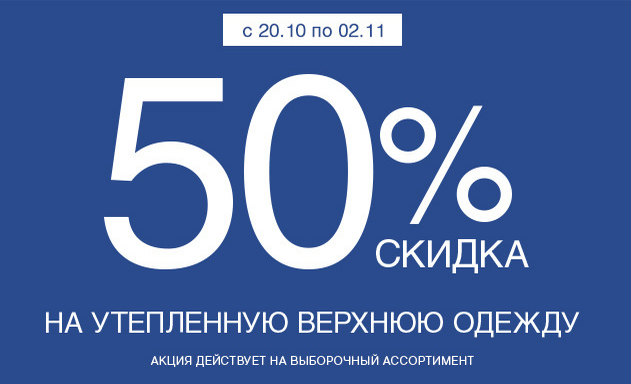 с 20.10 по 02.11
50%
СКИДКА
НА УТЕПЛЕННУЮ ВЕРХНЮЮ ОДЕЖДУ
АКЦИЯ ДЕЙСТВУЕТ НА ВЫБОРОЧНЫЙ АССОРТИМЕНТ